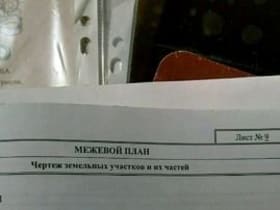 Лист № 9
МЕЖЕВОЙ ПЛАН
Чертеж земельных участков и их частей